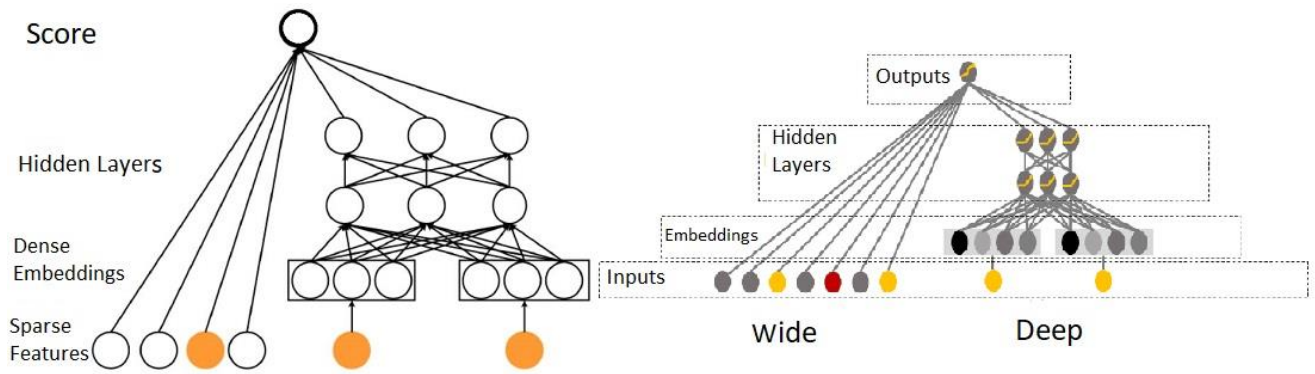 Score
Hidden Layers
Dense
Embeddings
Sparse
Features
Outputs
Hidden
Layers
Embeddings
Inputs
Wide
Deep